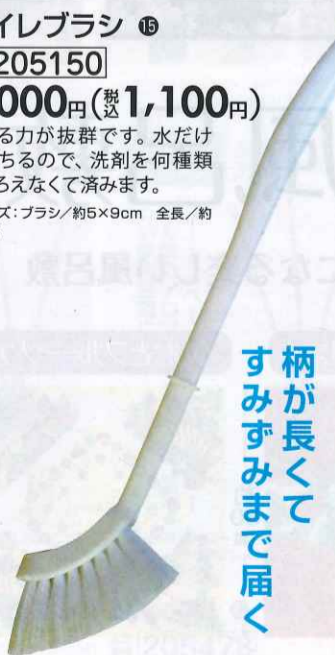 イレブラシ ⓯
205150
000円(税込1,100円)
る力が抜群です。水だけ
ちるので、洗剤を何種類
ろえなくて済みます。
ズ:ブラシ/約5×9cm 全長/約
柄が長くて
すみずみまで届く